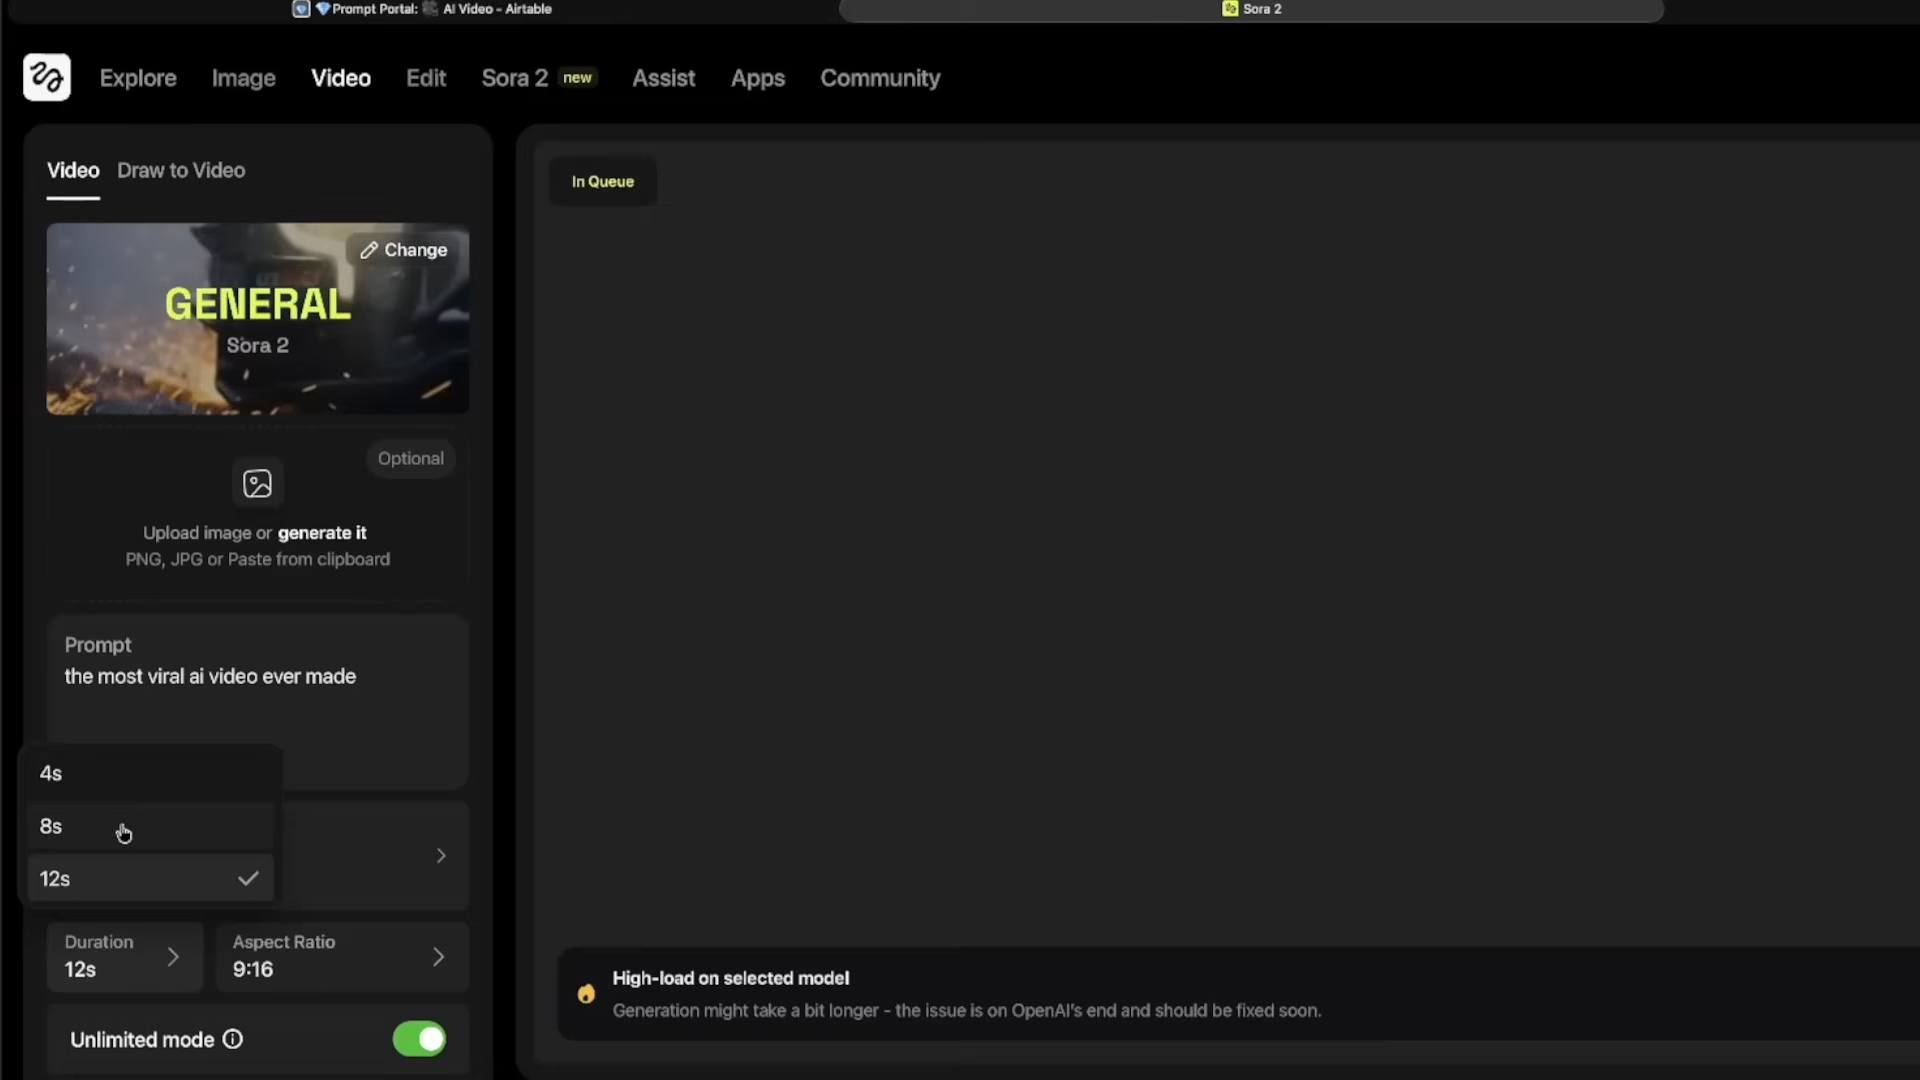 Prompt Portal: AI Video - Airtable
Sora 2
Explore
Image
Video
Edit
Sora 2 new
Assist
Apps
Community
Video
Draw to Video
Change
GENERAL
Sora 2
Optional
Upload image or generate it
PNG, JPG or Paste from clipboard
Prompt
the most viral ai video ever made
4s
8s
12s
Duration
12s
Aspect Ratio
9:16
Unlimited mode
In Queue
High-load on selected model
Generation might take a bit longer - the issue is on OpenAI's end and should be fixed soon.